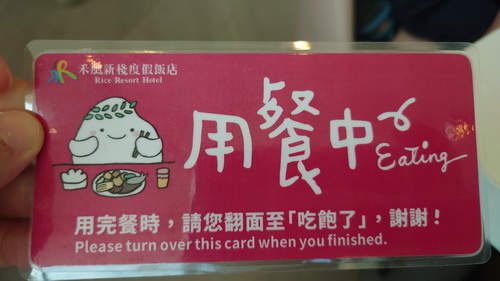 禾風新棧度假飯店
Rice Resort Hotel
用餐中
Eating
用完餐時，請您翻面至「吃飽了」，謝謝！
Please turn over this card when you finished.